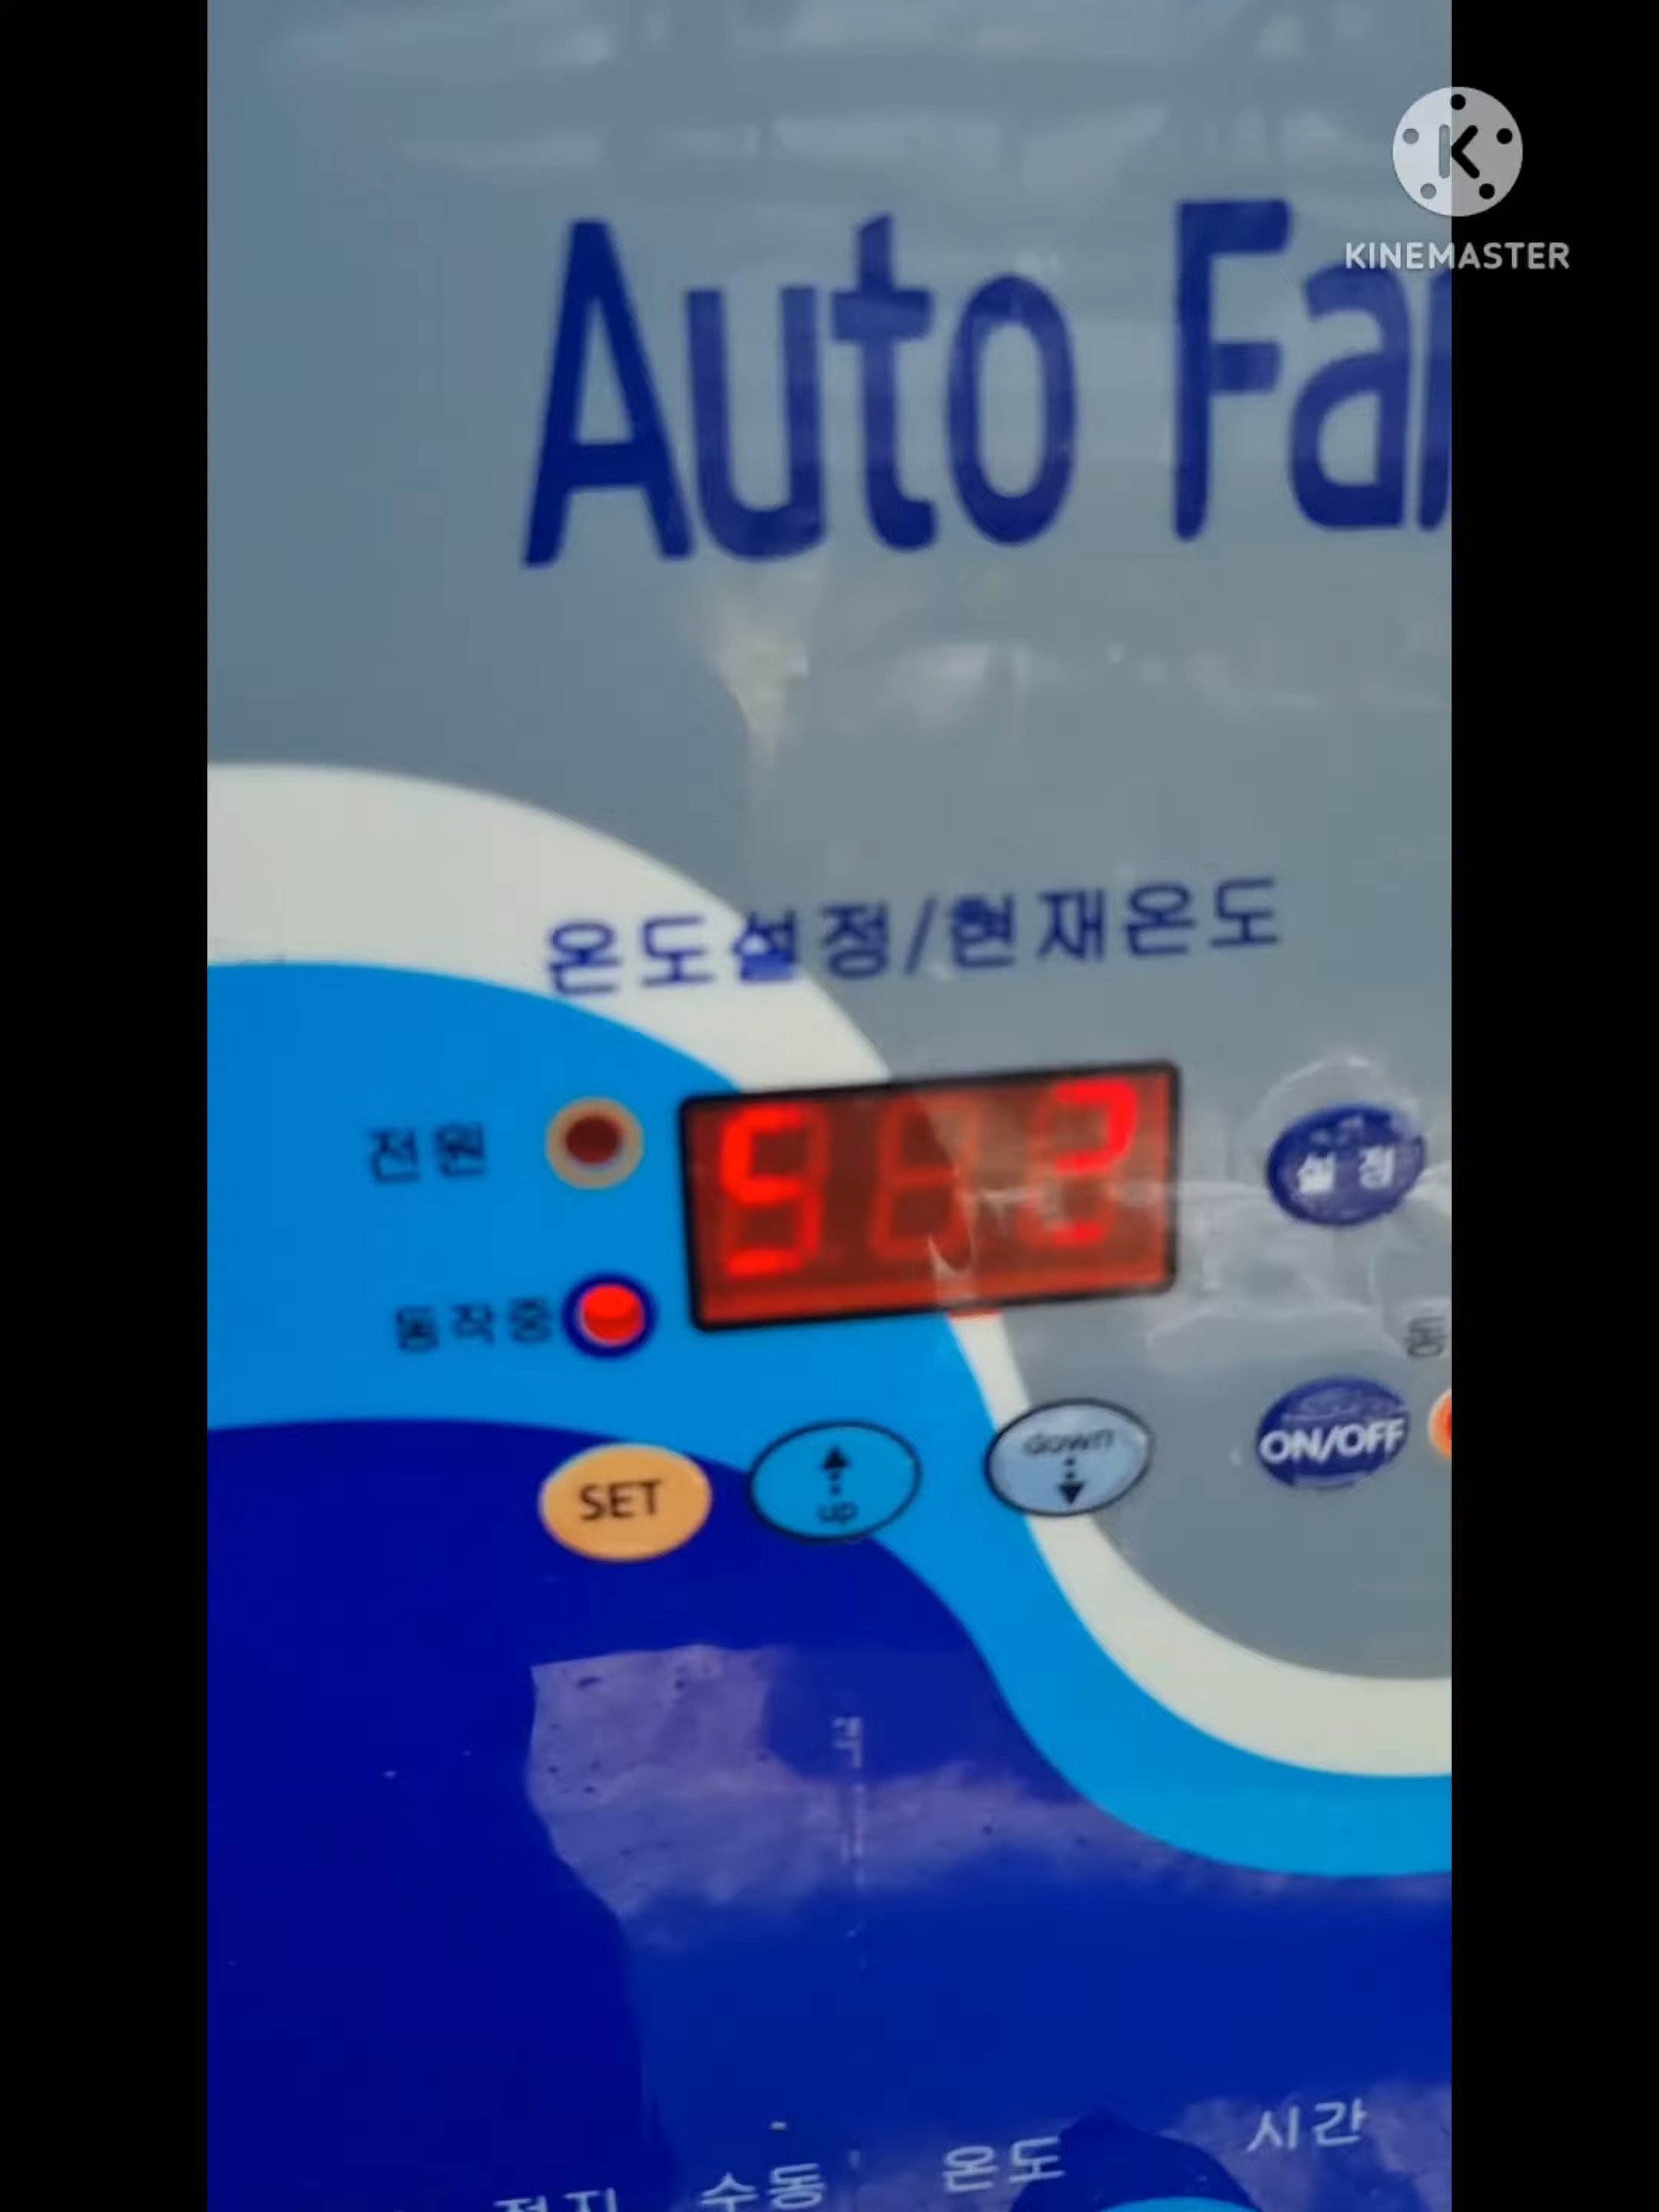 KINEMASTER
Auto Fa
온도설정/현재온도
전원
설정
동작중
동
SET
up
down
ON/OFF
시간
수동 온도